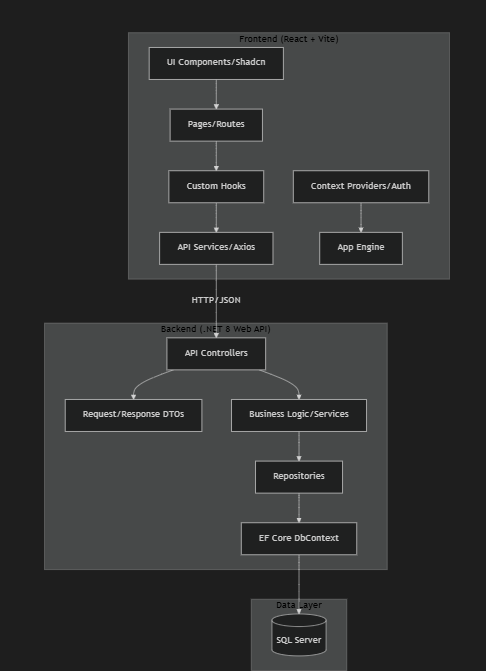 Frontend (React + Vite)
UI Components/Shadcn
Pages/Routes
Custom Hooks
Context Providers/Auth
API Services/Axios
App Engine
HTTP/JSON
Backend (.NET 8 Web API)
API Controllers
Request/Response DTOs
Business Logic/Services
Repositories
EF Core DbContext
Data Layer
SQL Server